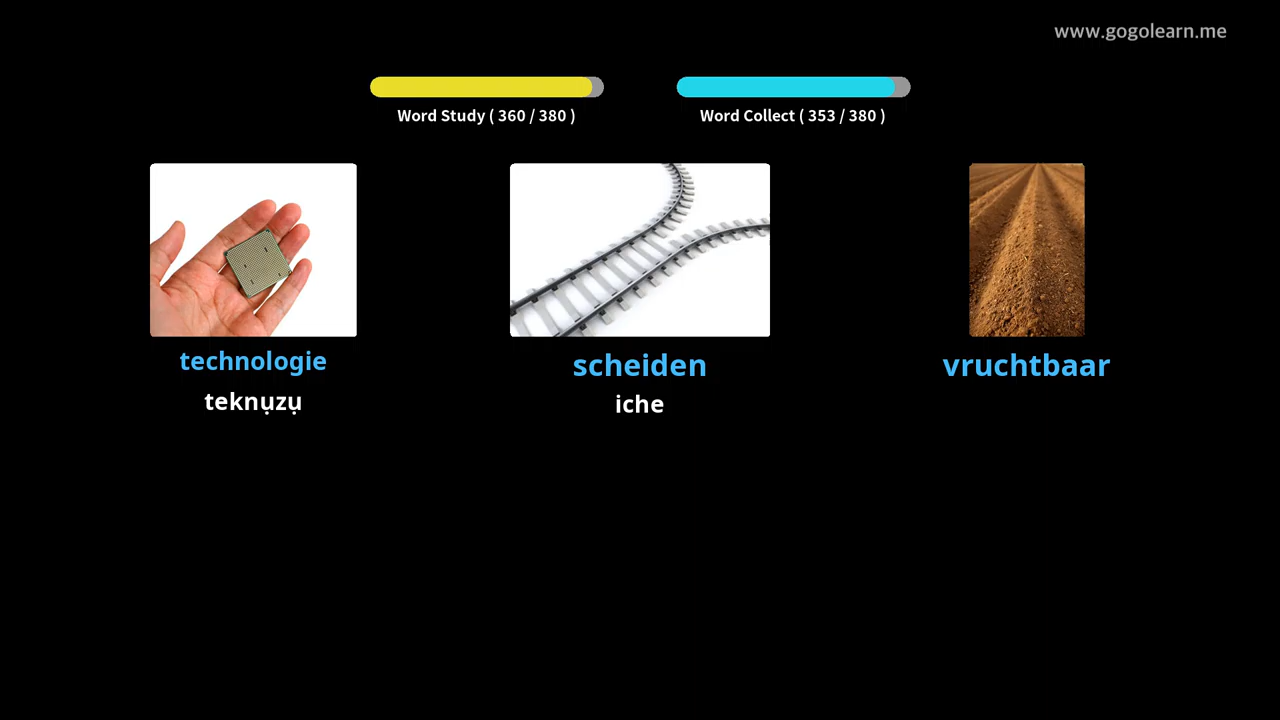 www.gogolearn.me
Word Study ( 360 / 380 )
Word Collect ( 353 / 380 )
technologie
scheiden
vruchtbaar
teknụzụ
iche